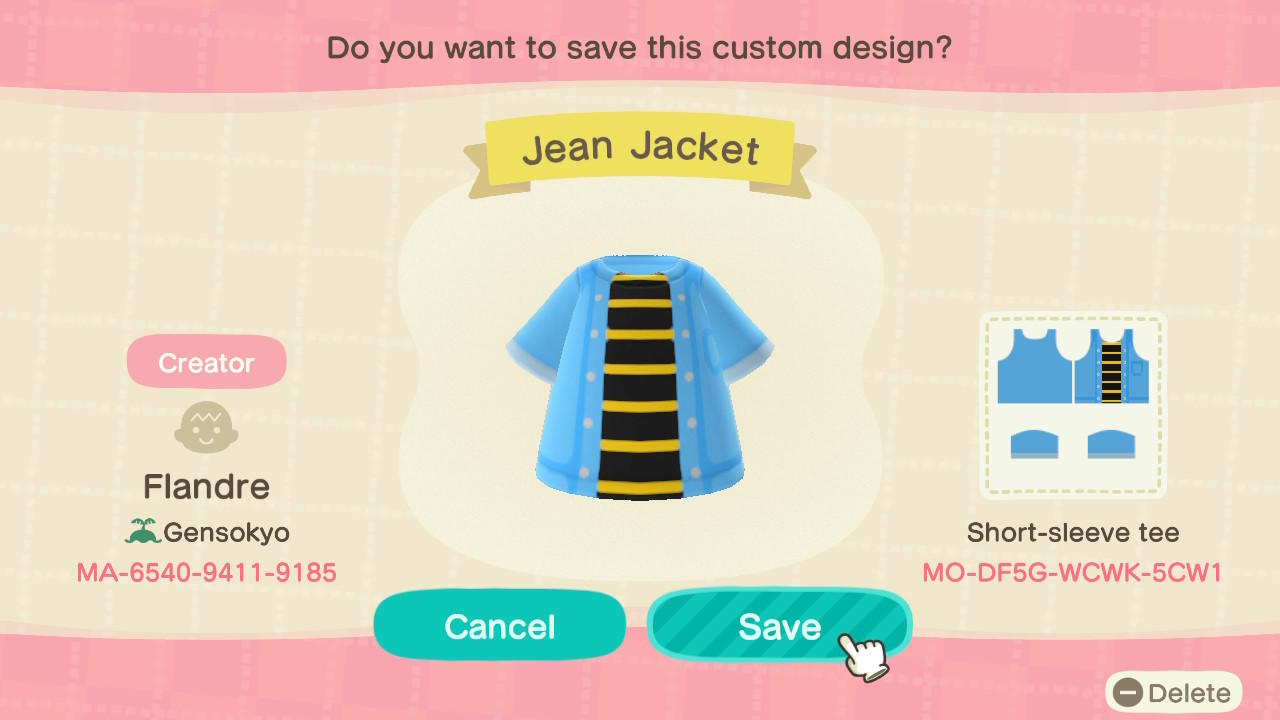 Do you want to save this custom design?
Jean Jacket
Creator
Flandre
Gensokyo
MA-6540-9411-9185
Short-sleeve tee
MO-DF5G-WCWK-5CW1
Cancel
Save
Delete